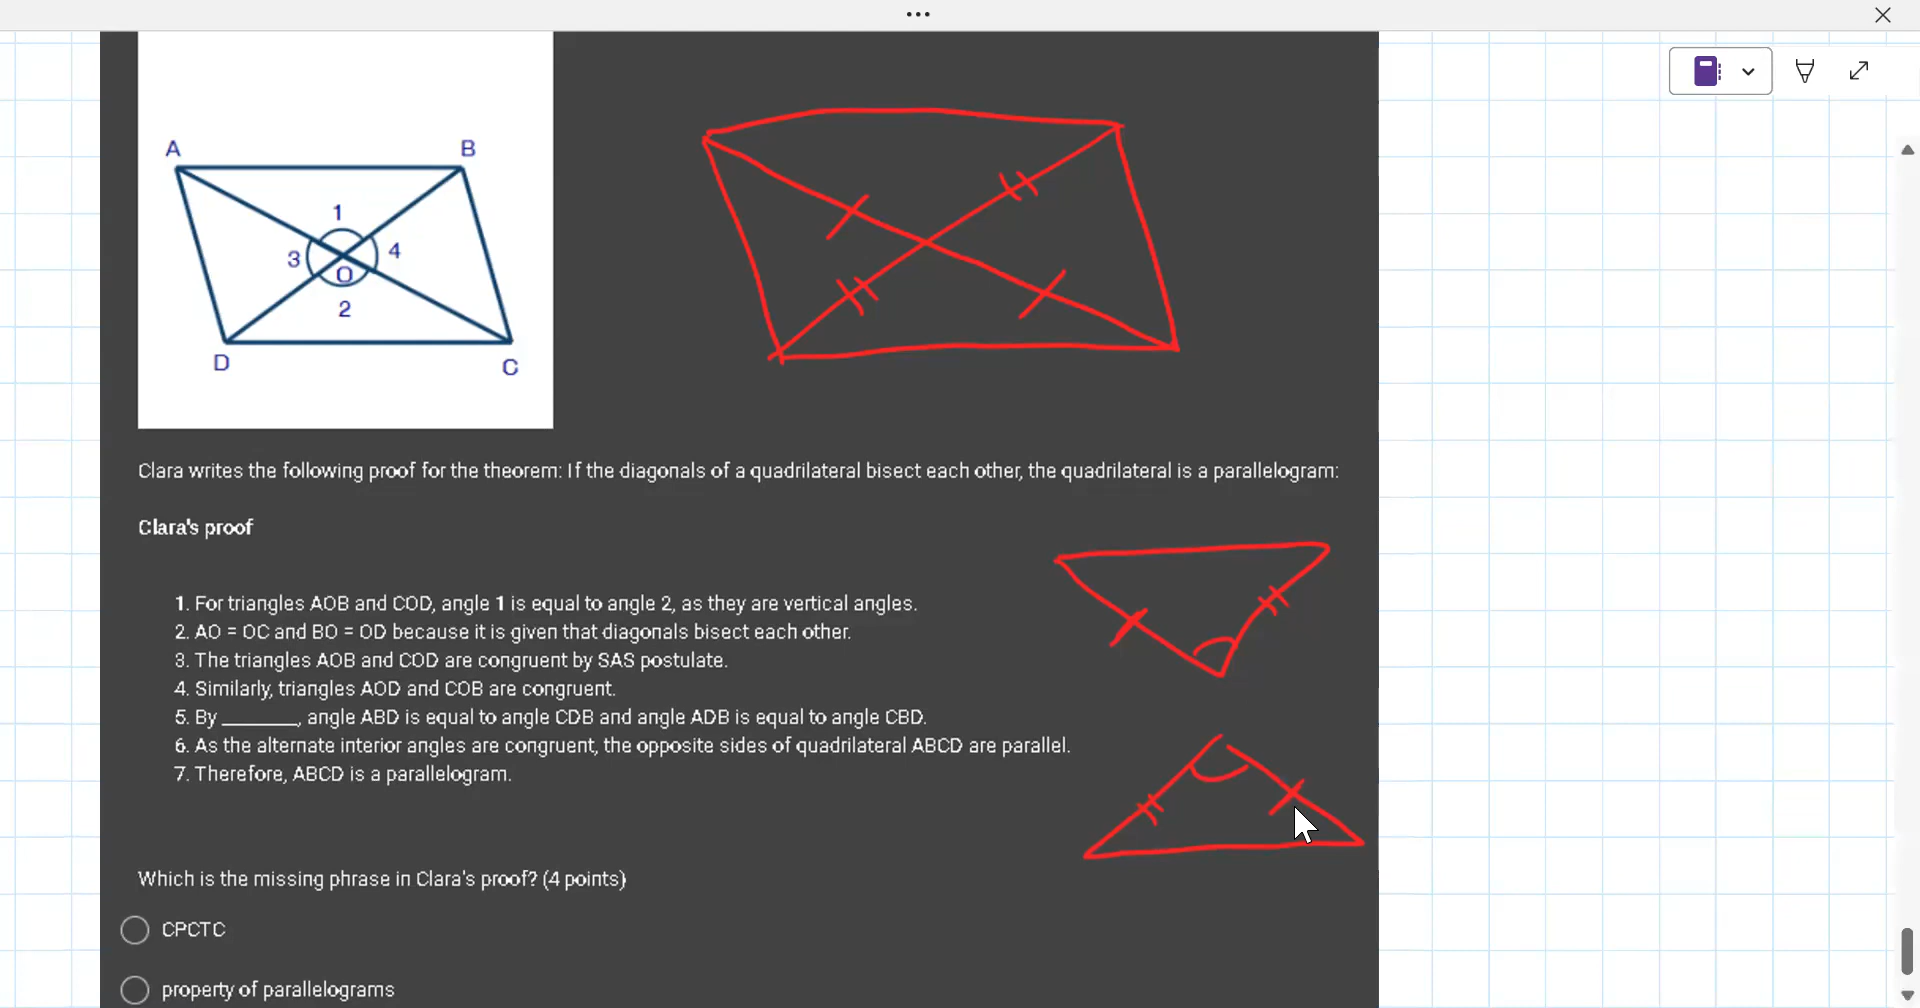 A B
1
3 4
O
2
D C
Clara writes the following proof for the theorem: If the diagonals of a quadrilateral bisect each other, the quadrilateral is a parallelogram:
Clara's proof
1. For triangles AOB and COD, angle 1 is equal to angle 2, as they are vertical angles.
2. AO = OC and BO = OD because it is given that diagonals bisect each other.
3. The triangles AOB and COD are congruent by SAS postulate.
4. Similarly, triangles AOD and COB are congruent.
5. By ________, angle ABD is equal to angle CDB and angle ADB is equal to angle CBD.
6. As the alternate interior angles are congruent, the opposite sides of quadrilateral ABCD are parallel.
7. Therefore, ABCD is a parallelogram.
Which is the missing phrase in Clara's proof? (4 points)
CPCTC
property of parallelograms